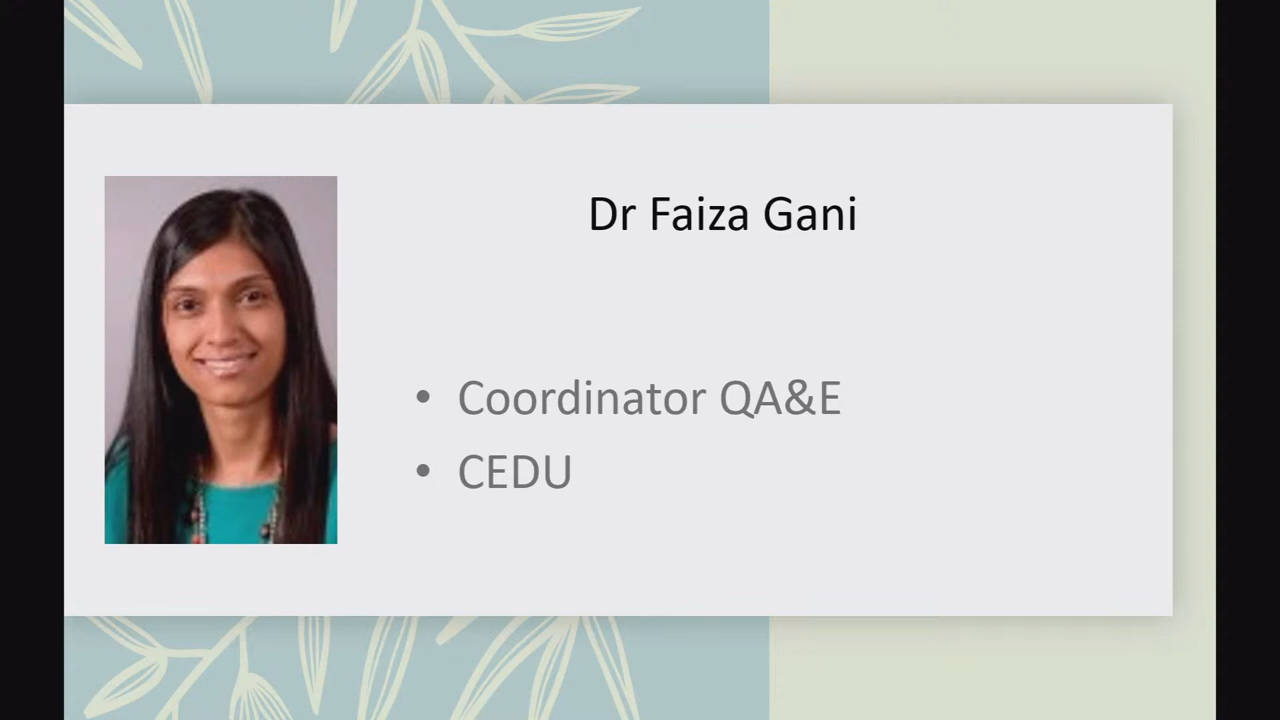 Dr Faiza Gani
• Coordinator QA&E
• CEDU